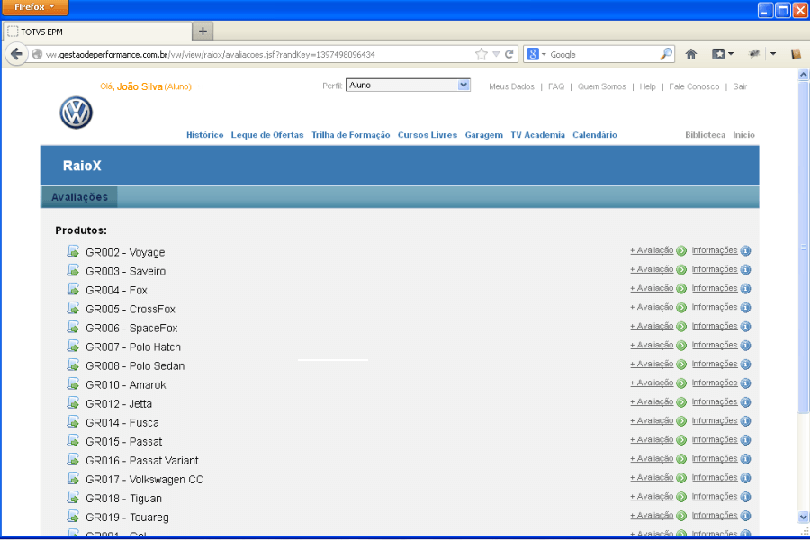 Firefox
TOTVS EPM
ww.gestaodeperformance.com.br/vw/view/raiox/avaliacoes.jsf?randKey=1397498096434
Google
Olá, João Silva (Aluno)
Perfil: Aluno
Meus Dados | FAQ | Quem Somos | Help | Fale Conosco | Sair
Histórico Leque de Ofertas Trilha de Formação Cursos Livres Garagem TV Academia Calendário Biblioteca Início
RaioX
Avaliações
Produtos:
GR002 - Voyage + Avaliação Informações
GR003 - Saveiro + Avaliação Informações
GR004 - Fox + Avaliação Informações
GR005 - CrossFox + Avaliação Informações
GR006 - SpaceFox + Avaliação Informações
GR007 - Polo Hatch + Avaliação Informações
GR008 - Polo Sedan + Avaliação Informações
GR010 - Amarok + Avaliação Informações
GR012 - Jetta + Avaliação Informações
GR014 - Fusca + Avaliação Informações
GR015 - Passat + Avaliação Informações
GR016 - Passat Variant + Avaliação Informações
GR017 - Volkswagen CC + Avaliação Informações
GR018 - Tiguan + Avaliação Informações
GR019 - Touareg + Avaliação Informações
GR001 - Gol + Avaliação Informações